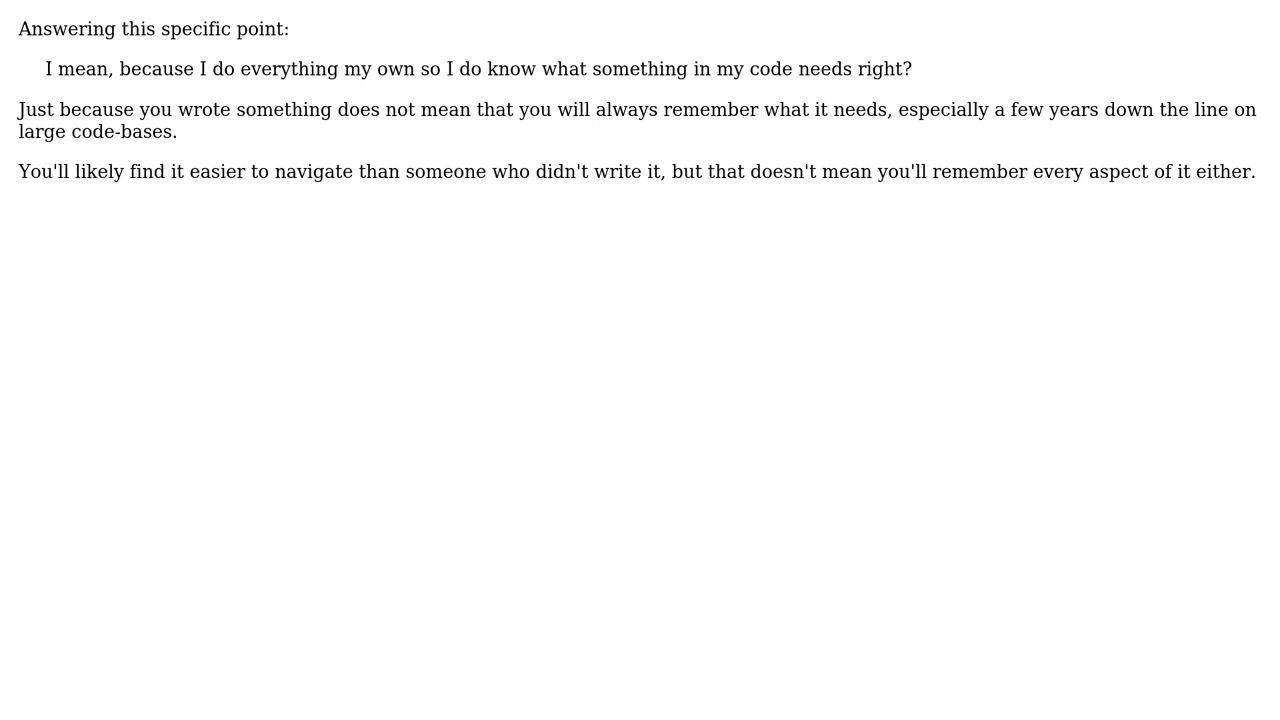 Answering this specific point:
I mean, because I do everything my own so I do know what something in my code needs right?
Just because you wrote something does not mean that you will always remember what it needs, especially a few years down the line on
large code-bases.
You'll likely find it easier to navigate than someone who didn't write it, but that doesn't mean you'll remember every aspect of it either.